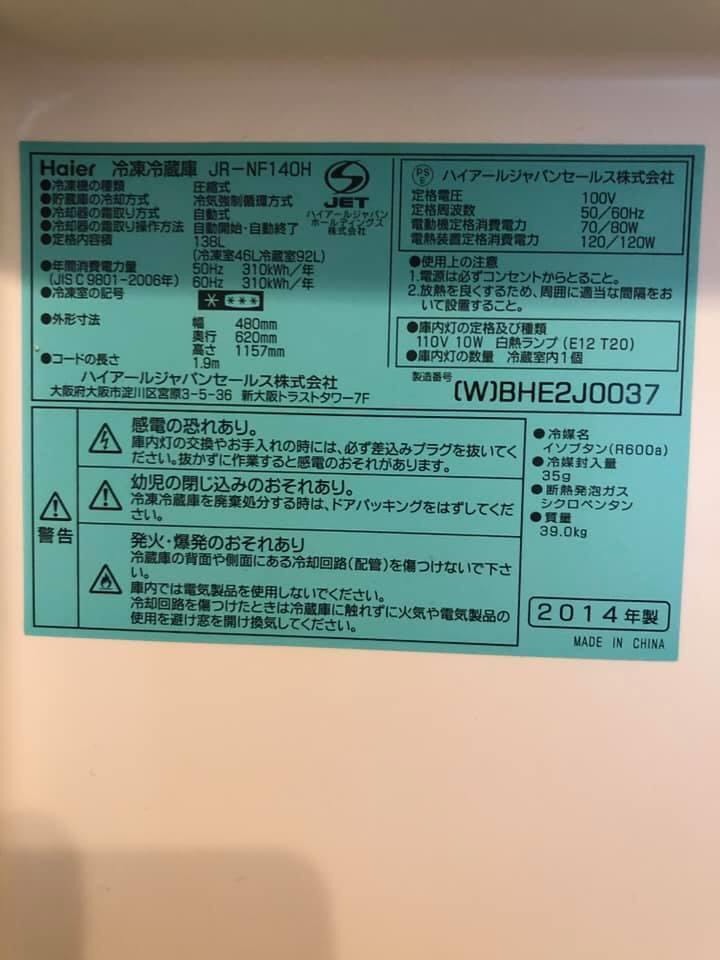 Haier 冷凍冷蔵庫 JR-NF140H
●冷凍機の種類 圧縮式
●貯蔵庫の冷却方式 冷気強制循環方式
●冷却器の霜取り方式 自動式
●冷却器の霜取り操作方法 自動開始・自動終了
●定格内容積 138L
(冷凍室46L冷蔵室92L)
●年間消費電力量 50Hz 310kWh/年
(JIS C 9801-2006年) 60Hz 310kWh/年
●冷凍室の記号
●外形寸法 幅 480mm
奥行 620mm
高さ 1157mm
●コードの長さ 1.9m
ハイアールジャパンセールス株式会社
大阪府大阪市淀川区宮原3-5-36 新大阪トラストタワー7F
S
JET
ハイアールジャパン
ホールディングス
株式会社
PS
E ハイアールジャパンセールス株式会社
定格電圧 100V
定格周波数 50/60Hz
電動機定格消費電力 70/80W
電熱装置定格消費電力 120/120W
●使用上の注意
1.電源は必ずコンセントからとること。
2.放熱を良くするため、周囲に適当な間隔をお
いて設置すること。
●庫内灯の定格及び種類
110V 10W 白熱ランプ(E12 T20)
●庫内灯の数量 冷蔵室内1個
製造番号 (W)BHE2J0037
警告
感電の恐れあり。
庫内灯の交換やお手入れの時には、必ず差込みプラグを抜いてく
ださい。抜かずに作業すると感電のおそれがあります。
幼児の閉じ込みのおそれあり。
冷凍冷蔵庫を廃棄処分する時は、ドアパッキングをはずしてくだ
さい。
発火・爆発のおそれあり
冷蔵庫の背面や側面にある冷却回路(配管)を傷つけないで下さ
い。
庫内では電気製品を使用しないでください。
冷却回路を傷つけたときは冷蔵庫に触れずに火気や電気製品の
使用を避け窓を開け換気してください。
●冷媒名
イソブタン(R600a)
●冷媒封入量
35g
●断熱発泡ガス
シクロペンタン
●質量
39.0kg
2014年製
MADE IN CHINA